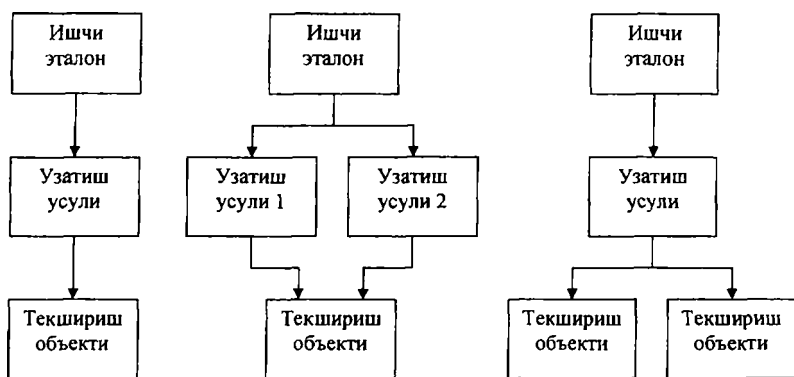 Ишчи
эталон
Ишчи
эталон
Ишчи
эталон
Узатиш
усули
Узатиш
усули 1
Узатиш
усули 2
Узатиш
усули
Текшириш
объекти
Текшириш
объекти
Текшириш
объекти
Текшириш
объекти